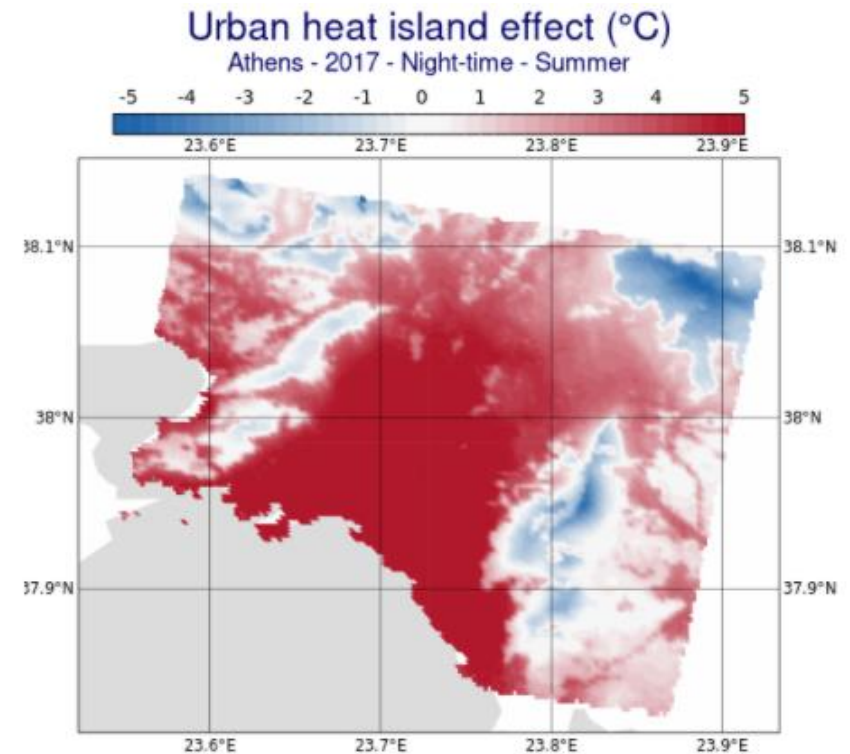 Urban heat island effect (°C)
Athens - 2017 - Night-time - Summer
-5 -4 -3 -2 -1 0 1 2 3 4 5
23.6°E 23.7°E 23.8°E 23.9°E
38.1°N 38.1°N
38°N 38°N
37.9°N 37.9°N
23.6°E 23.7°E 23.8°E 23.9°E